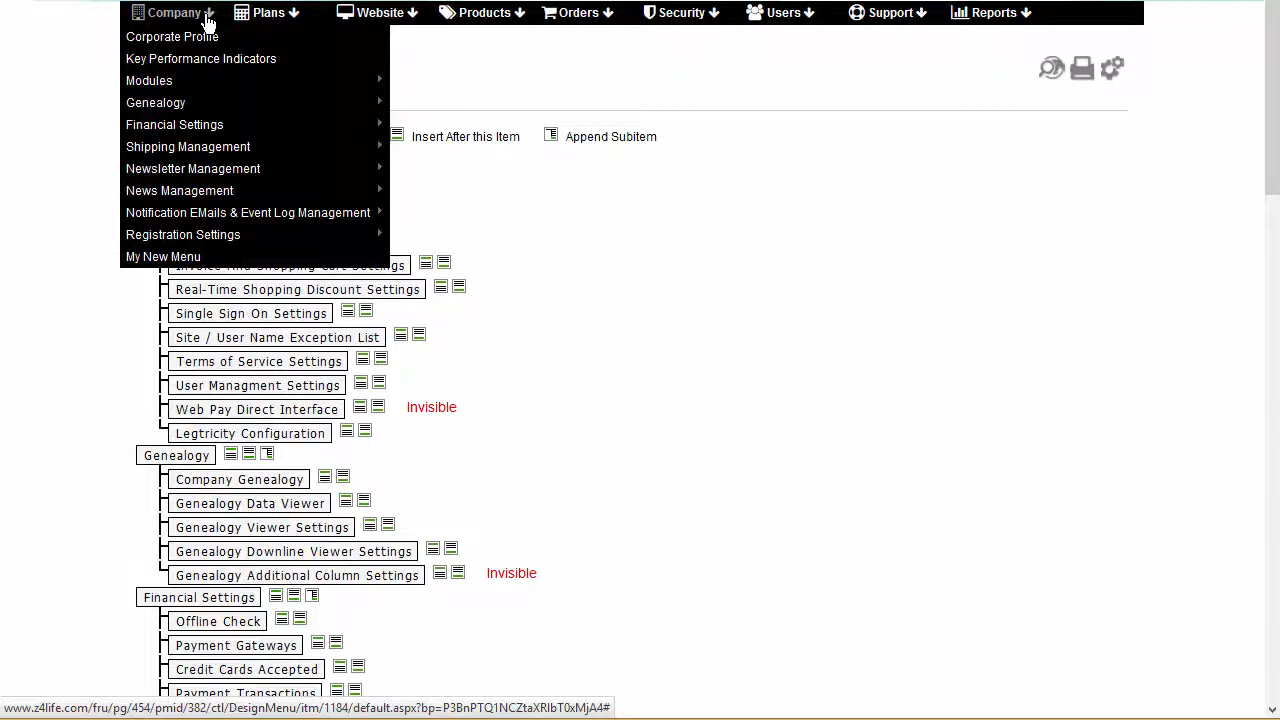 Company Plans Website Products Orders Security Users Support Reports
Corporate Profile
Key Performance Indicators
Modules
Genealogy
Financial Settings
Insert After this Item Append Subitem
Shipping Management
Newsletter Management
News Management
Notification EMails & Event Log Management
Registration Settings
My New Menu
Invoice And Shopping Cart Settings
Real-Time Shopping Discount Settings
Single Sign On Settings
Site / User Name Exception List
Terms of Service Settings
User Managment Settings
Web Pay Direct Interface Invisible
Legtricity Configuration
Genealogy
Company Genealogy
Genealogy Data Viewer
Genealogy Viewer Settings
Genealogy Downline Viewer Settings
Genealogy Additional Column Settings Invisible
Financial Settings
Offline Check
Payment Gateways
Credit Cards Accepted
Payment Transactions
www.z4life.com/fru/pg/454/pmid/382/ctl/DesignMenu/itm/1184/default.aspx?bp=P3BnPTQ1NCZtaXRlbT0xMjA4#